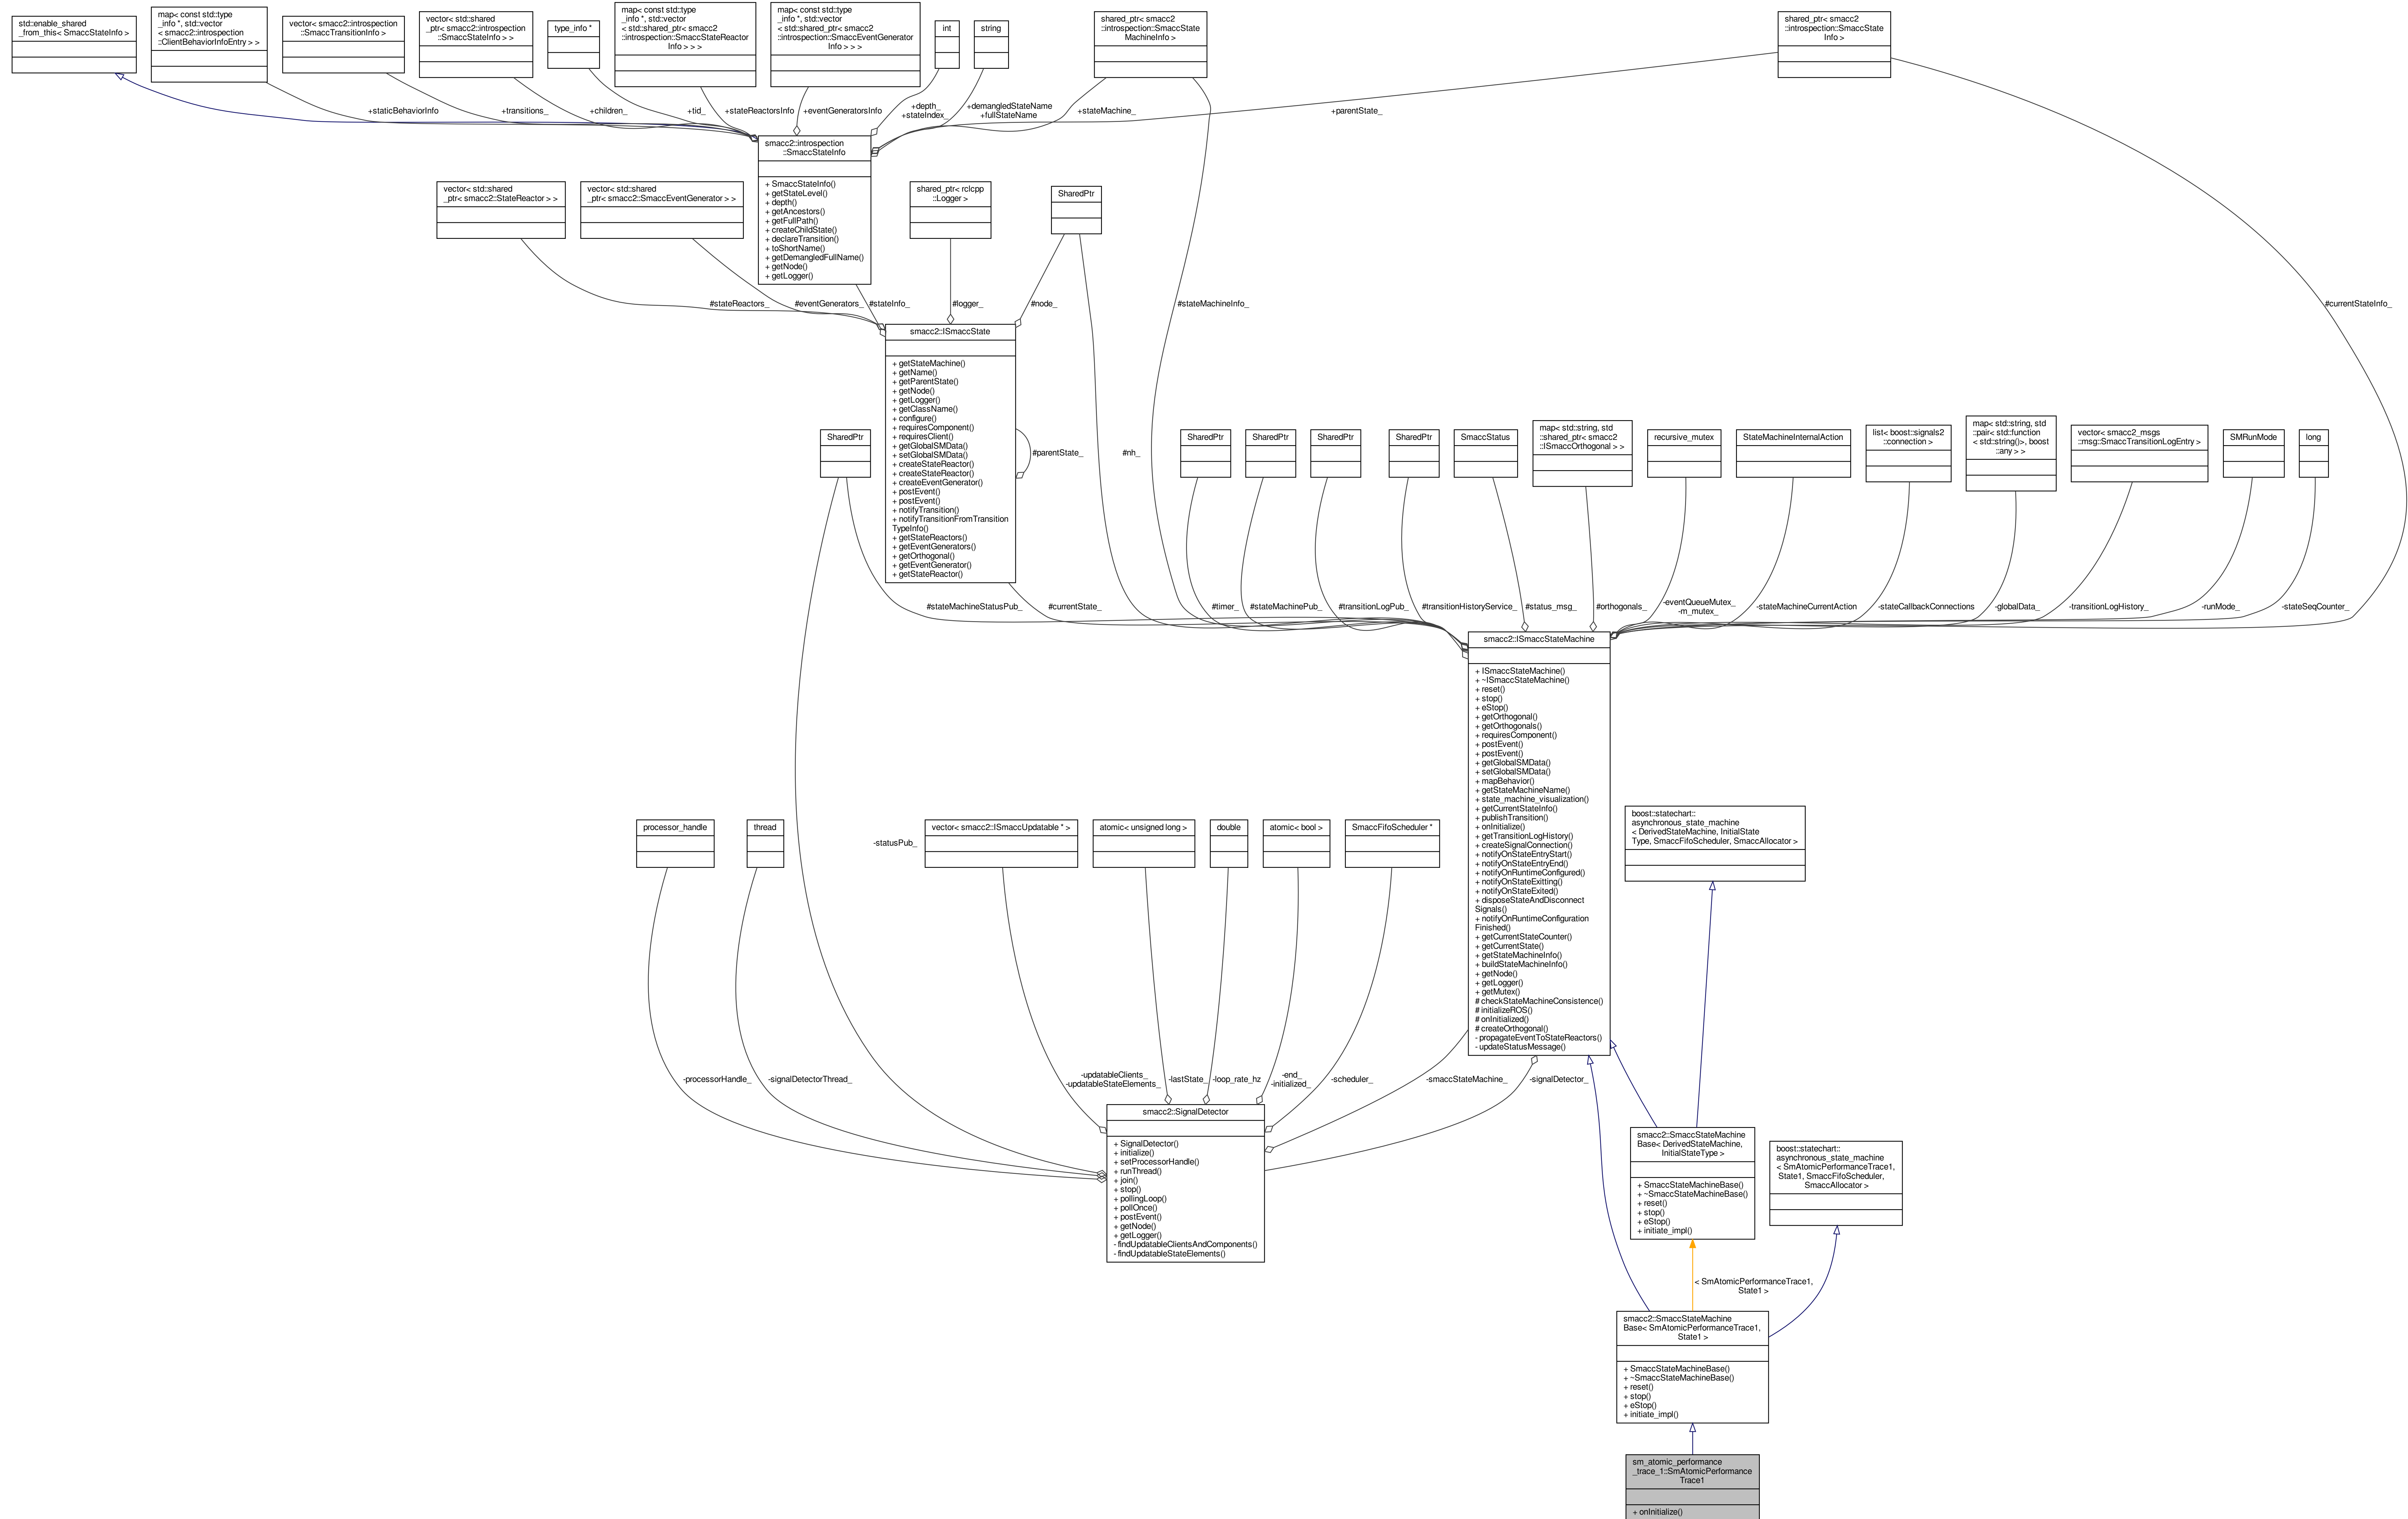 std::enable_shared
_from_this< SmaccStateInfo >
map< const std::type
_info *, std::vector
< smacc2::introspection
::ClientBehaviorInfoEntry > >
vector< smacc2::introspection
::SmaccTransitionInfo >
vector< std::shared
_ptr< smacc2::introspection
::SmaccStateInfo > >
type_info *
map< const std::type
_info *, std::vector
< std::shared_ptr< smacc2
::introspection::SmaccStateReactor
Info > > >
map< const std::type
_info *, std::vector
< std::shared_ptr< smacc2
::introspection::SmaccEventGenerator
Info > > >
int
string
shared_ptr< smacc2
::introspection::SmaccState
MachineInfo >
shared_ptr< smacc2
::introspection::SmaccState
Info >
+staticBehaviorInfo
+transitions_
+children_
+tid_
+stateReactorsInfo
+eventGeneratorsInfo
+depth_
+stateIndex_
+demangledStateName
+fullStateName
+stateMachine_
+parentState_
smacc2::introspection
::SmaccStateInfo
+ SmaccStateInfo()
+ getStateLevel()
+ depth()
+ getAncestors()
+ getFullPath()
+ createChildState()
+ declareTransition()
+ toShortName()
+ getDemangledFullName()
+ getNode()
+ getLogger()
vector< std::shared
_ptr< smacc2::StateReactor > >
vector< std::shared
_ptr< smacc2::SmaccEventGenerator > >
shared_ptr< rclcpp
::Logger >
SharedPtr
#stateReactors_
#eventGenerators_
#stateInfo_
#logger_
#node_
#stateMachineInfo_
#currentStateInfo_
smacc2::ISmaccState
+ getStateMachine()
+ getName()
+ getParentState()
+ getNode()
+ getLogger()
+ getClassName()
+ configure()
+ requiresComponent()
+ requiresClient()
+ getGlobalSMData()
+ setGlobalSMData()
+ createStateReactor()
+ createStateReactor()
+ createEventGenerator()
+ postEvent()
+ postEvent()
+ notifyTransition()
+ notifyTransitionFromTransition
TypeInfo()
+ getStateReactors()
+ getEventGenerators()
+ getOrthogonal()
+ getEventGenerator()
+ getStateReactor()
#parentState_
#nh_
SharedPtr
SharedPtr
SharedPtr
SharedPtr
SharedPtr
SmaccStatus
map< std::string, std
::shared_ptr< smacc2
::ISmaccOrthogonal > >
recursive_mutex
StateMachineInternalAction
list< boost::signals2
::connection >
map< std::string, std
::pair< std::function
< std::string()>, boost
::any > >
vector< smacc2_msgs
::msg::SmaccTransitionLogEntry >
SMRunMode
long
#stateMachineStatusPub_
#currentState_
#timer_
#stateMachinePub_
#transitionLogPub_
#transitionHistoryService_
#status_msg_
#orthogonals_
-eventQueueMutex_
-m_mutex_
-stateMachineCurrentAction
-stateCallbackConnections
-globalData_
-transitionLogHistory_
-runMode_
-stateSeqCounter_
smacc2::ISmaccStateMachine
+ ISmaccStateMachine()
+ ~ISmaccStateMachine()
+ reset()
+ stop()
+ eStop()
+ getOrthogonal()
+ getOrthogonals()
+ requiresComponent()
+ postEvent()
+ postEvent()
+ getGlobalSMData()
+ setGlobalSMData()
+ mapBehavior()
+ getStateMachineName()
+ state_machine_visualization()
+ getCurrentStateInfo()
+ publishTransition()
+ onInitialize()
+ getTransitionLogHistory()
+ createSignalConnection()
+ notifyOnStateEntryStart()
+ notifyOnStateEntryEnd()
+ notifyOnRuntimeConfigured()
+ notifyOnStateExitting()
+ notifyOnStateExited()
+ disposeStateAndDisconnect
Signals()
+ notifyOnRuntimeConfiguration
Finished()
+ getCurrentStateCounter()
+ getCurrentState()
+ getStateMachineInfo()
+ buildStateMachineInfo()
+ getNode()
+ getLogger()
+ getMutex()
# checkStateMachineConsistence()
# initializeROS()
# onInitialized()
# createOrthogonal()
- propagateEventToStateReactors()
- updateStatusMessage()
processor_handle
thread
-statusPub_
vector< smacc2::ISmaccUpdatable * >
atomic< unsigned long >
double
atomic< bool >
SmaccFifoScheduler *
boost::statechart::
asynchronous_state_machine
< DerivedStateMachine, InitialState
Type, SmaccFifoScheduler, SmaccAllocator >
-processorHandle_
-signalDetectorThread_
-updatableClients_
-updatableStateElements_
-lastState_
-loop_rate_hz
-end_
-initialized_
-scheduler_
-smaccStateMachine_
-signalDetector_
smacc2::SignalDetector
+ SignalDetector()
+ initialize()
+ setProcessorHandle()
+ runThread()
+ join()
+ stop()
+ pollingLoop()
+ pollOnce()
+ postEvent()
+ getNode()
+ getLogger()
- findUpdatableClientsAndComponents()
- findUpdatableStateElements()
smacc2::SmaccStateMachine
Base< DerivedStateMachine,
InitialStateType >
+ SmaccStateMachineBase()
+ ~SmaccStateMachineBase()
+ reset()
+ stop()
+ eStop()
+ initiate_impl()
boost::statechart::
asynchronous_state_machine
< SmAtomicPerformanceTrace1,
State1, SmaccFifoScheduler,
SmaccAllocator >
< SmAtomicPerformanceTrace1,
State1 >
smacc2::SmaccStateMachine
Base< SmAtomicPerformanceTrace1,
State1 >
+ SmaccStateMachineBase()
+ ~SmaccStateMachineBase()
+ reset()
+ stop()
+ eStop()
+ initiate_impl()
sm_atomic_performance
_trace_1::SmAtomicPerformance
Trace1
+ onInitialize()